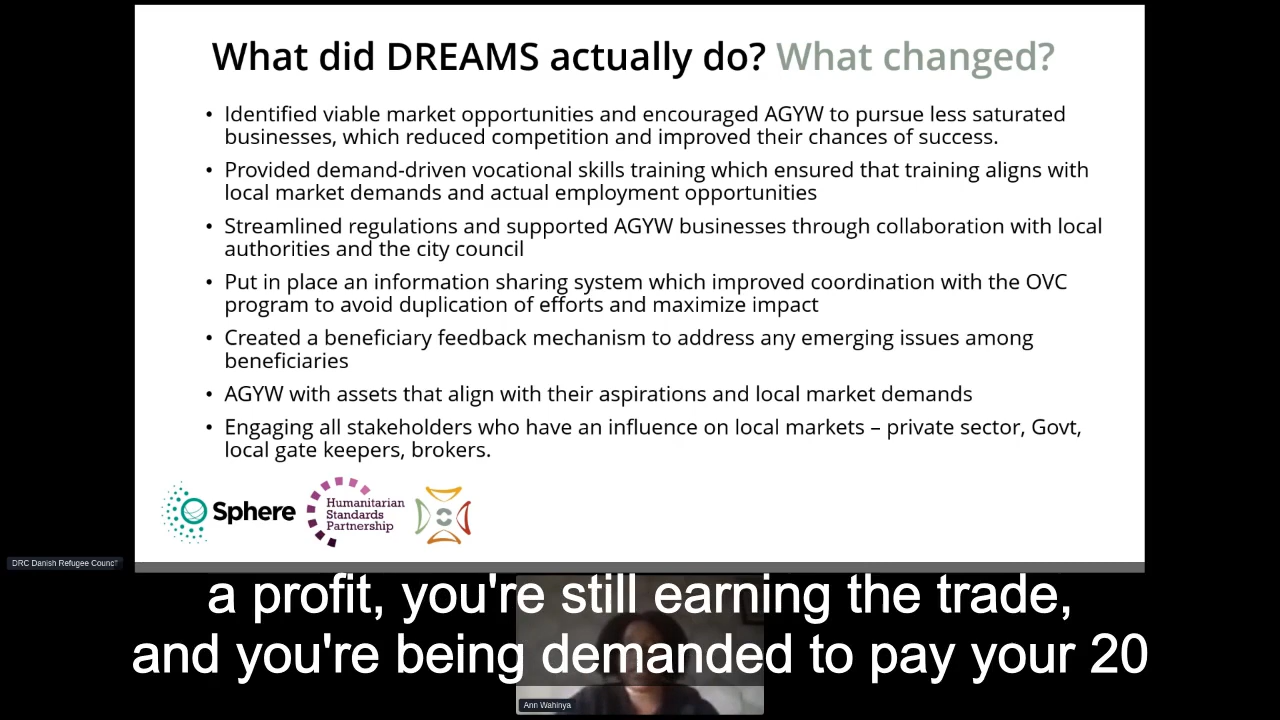 What did DREAMS actually do? What changed?
• Identified viable market opportunities and encouraged AGYW to pursue less saturated
businesses, which reduced competition and improved their chances of success.
• Provided demand-driven vocational skills training which ensured that training aligns with
local market demands and actual employment opportunities
• Streamlined regulations and supported AGYW businesses through collaboration with local
authorities and the city council
• Put in place an information sharing system which improved coordination with the OVC
program to avoid duplication of efforts and maximize impact
• Created a beneficiary feedback mechanism to address any emerging issues among
beneficiaries
• AGYW with assets that align with their aspirations and local market demands
• Engaging all stakeholders who have an influence on local markets – private sector, Govt,
local gate keepers, brokers.
Sphere
Humanitarian
Standards
Partnership
DRC Danish Refugee Counc
a profit, you're still earning the trade,
and you're being demanded to pay your 20
Ann Wahinya